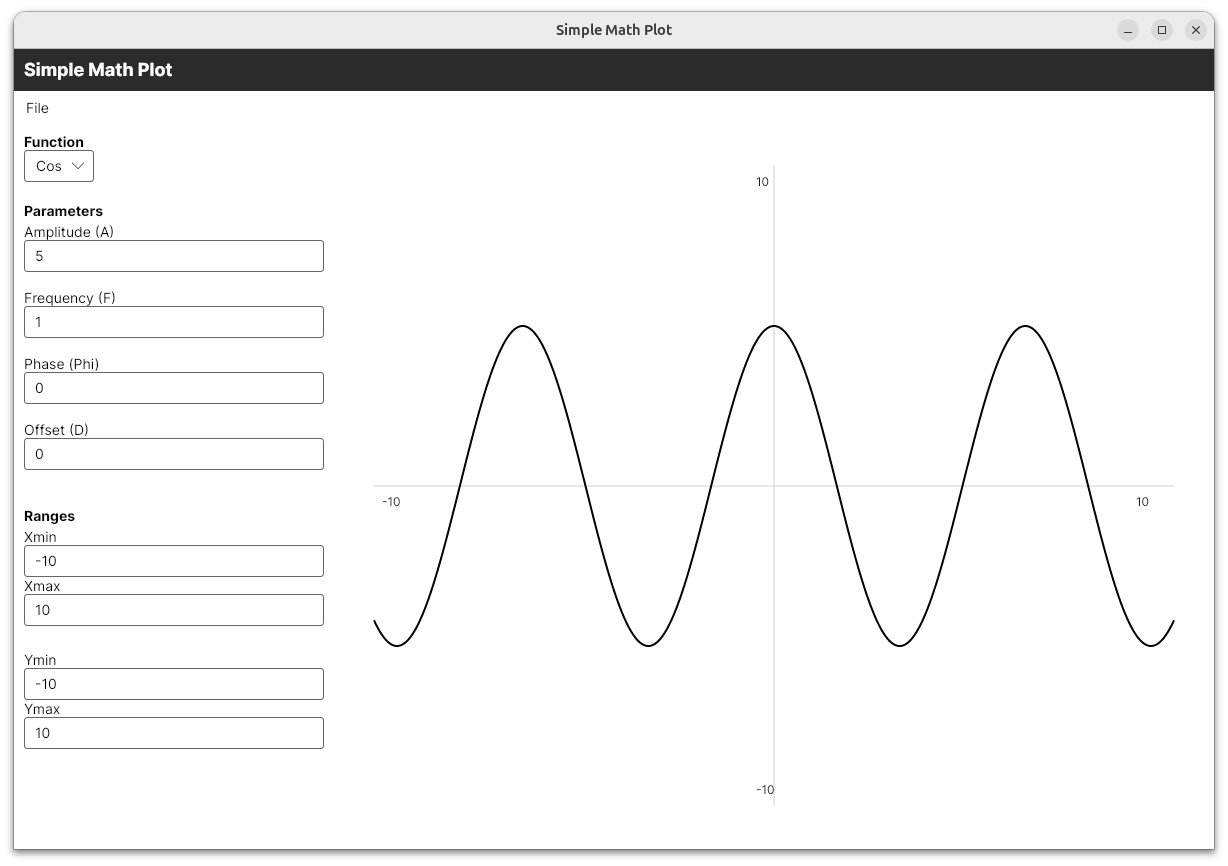 Simple Math Plot
Simple Math Plot
File
Function
Cos
Parameters
Amplitude (A)
5
Frequency (F)
1
Phase (Phi)
0
Offset (D)
0
Ranges
Xmin
-10
Xmax
10
Ymin
-10
Ymax
10
10
-10
10
-10